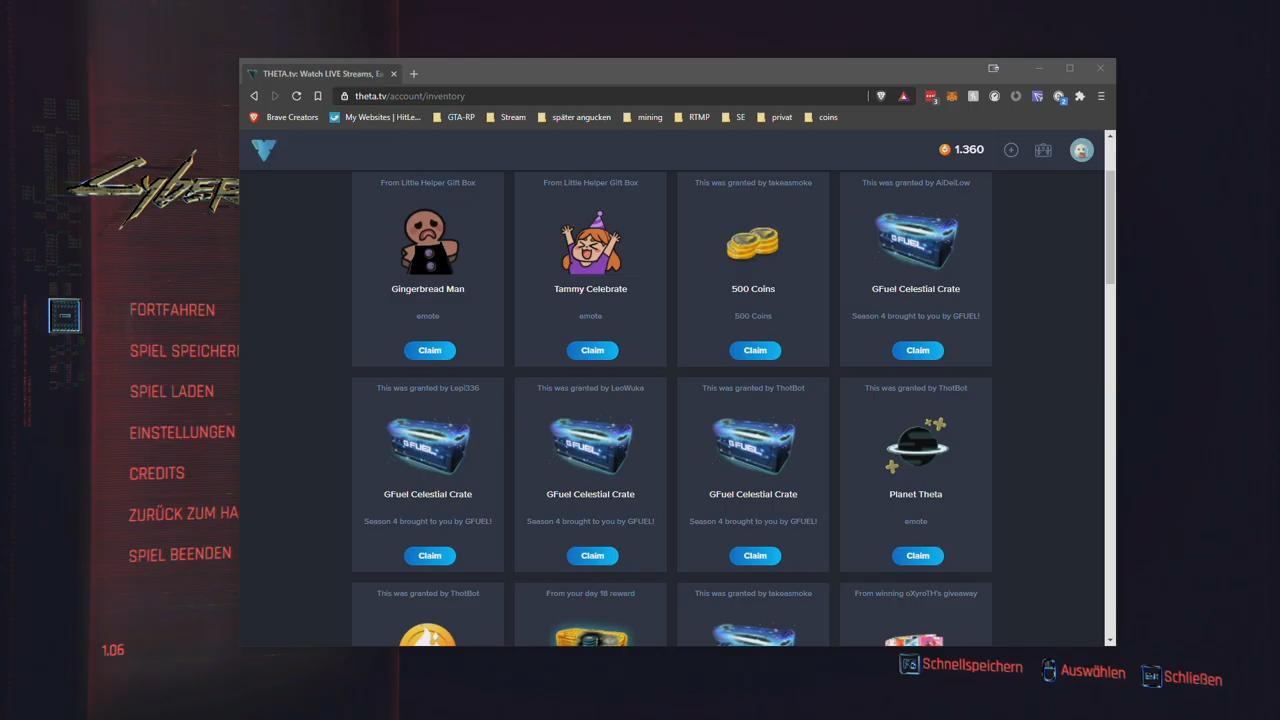 THETA.tv: Watch LIVE Streams, Ea
theta.tv/account/inventory
3
2
Brave Creators
My Websites | HitLe...
GTA-RP
Stream
später angucken
mining
RTMP
SE
privat
coins
1.360
From Little Helper Gift Box
From Little Helper Gift Box
This was granted by takeasmoke
This was granted by AiDeiLow
GFUEL
Gingerbread Man
Tammy Celebrate
500 Coins
GFuel Celestial Crate
emote
emote
500 Coins
Season 4 brought to you by GFUEL!
Claim
Claim
Claim
Claim
This was granted by Lepi336
This was granted by LeoWuka
This was granted by ThotBot
This was granted by ThotBot
GFUEL
GFUEL
GFUEL
GFuel Celestial Crate
GFuel Celestial Crate
GFuel Celestial Crate
Planet Theta
Season 4 brought to you by GFUEL!
Season 4 brought to you by GFUEL!
Season 4 brought to you by GFUEL!
emote
Claim
Claim
Claim
Claim
This was granted by ThotBot
From your day 18 reward
This was granted by takeasmoke
From winning oXyroTH's giveaway
Cyber
FORTFAHREN
SPIEL SPEICHER
SPIEL LADEN
EINSTELLUNGEN
CREDITS
ZURÜCK ZUM HA
SPIEL BEENDEN
1.06
F5 Schnellspeichern
Auswählen
Schließen